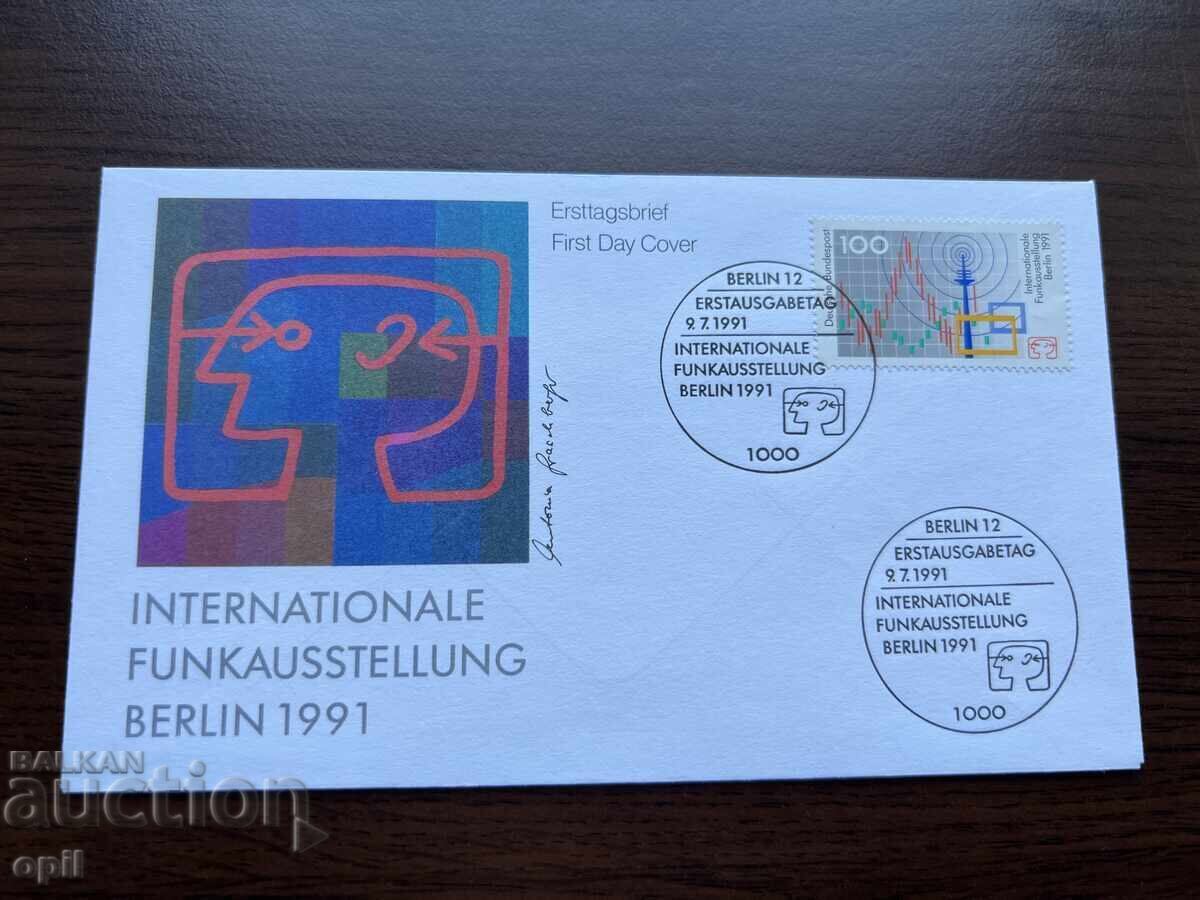 Ersttagsbrief
First Day Cover
Deutsche Bundespost
100
Internationale
Funkausstellung
Berlin 1991
BERLIN 12
ERSTAUSGABETAG
9.7.1991
INTERNATIONALE
FUNKAUSSTELLUNG
BERLIN 1991
1000
BERLIN 12
ERSTAUSGABETAG
9.7.1991
INTERNATIONALE
FUNKAUSSTELLUNG
BERLIN 1991
1000
INTERNATIONALE
FUNKAUSSTELLUNG
BERLIN 1991
BALKAN
auction
opil